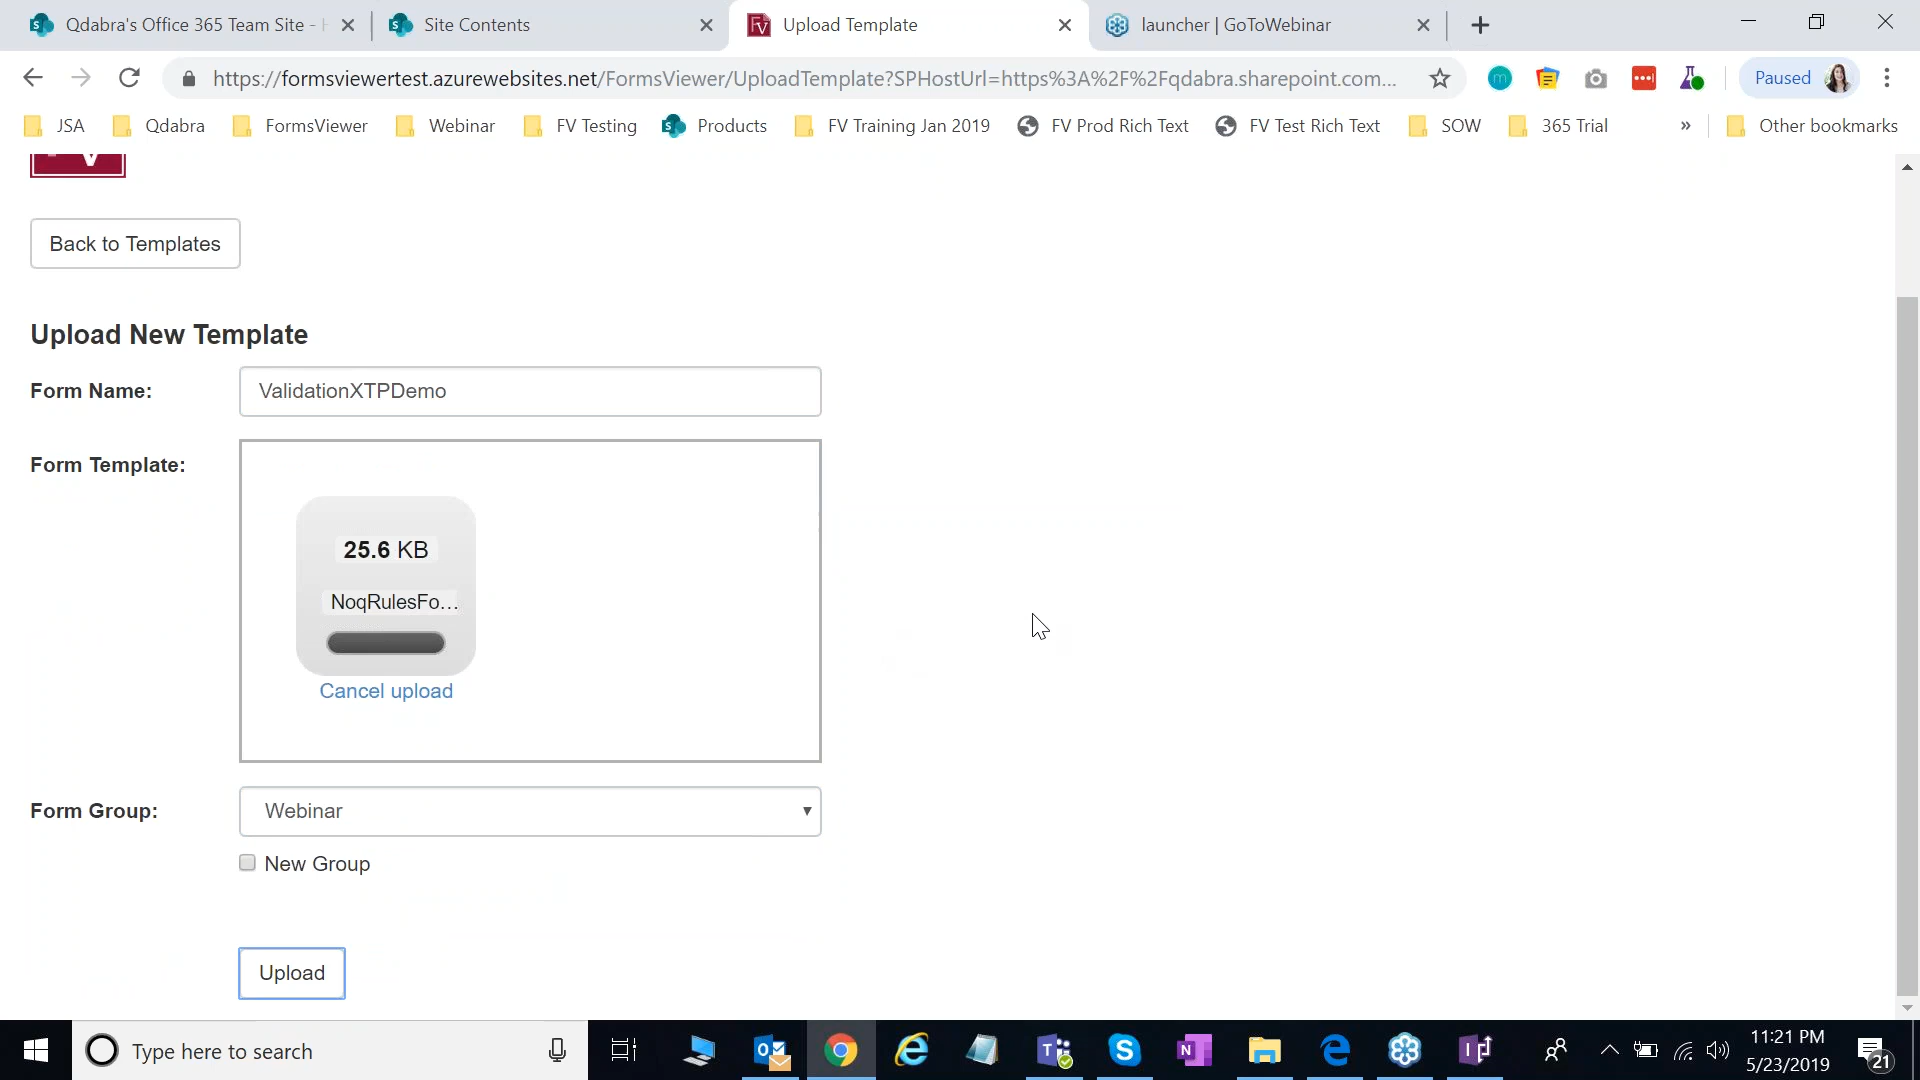 Qdabra's Office 365 Team Site -
Site Contents
Upload Template
launcher | GoToWebinar
https://formsviewertest.azurewebsites.net/FormsViewer/UploadTemplate?SPHostUrl=https%3A%2F%2Fqdabra.sharepoint.com...
Paused
JSA
Qdabra
FormsViewer
Webinar
FV Testing
Products
FV Training Jan 2019
FV Prod Rich Text
FV Test Rich Text
SOW
365 Trial
»
Other bookmarks
Back to Templates
Upload New Template
Form Name:
ValidationXTPDemo
Form Template:
25.6 KB
NoqRulesFo...
Cancel upload
Form Group:
Webinar
New Group
Upload
Type here to search
11:21 PM
5/23/2019
21